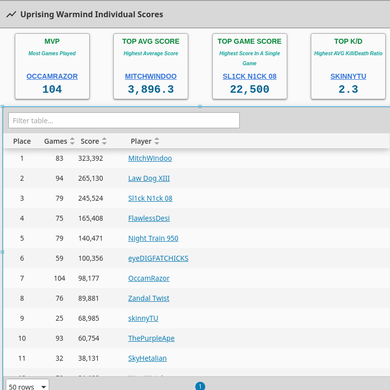 Uprising Warmind Individual Scores
MVP
Most Games Played
OCCAMRAZOR
104
TOP AVG SCORE
Highest Average Score
MITCHWINDOO
3,896.3
TOP GAME SCORE
Highest Score In A Single
Game
SL1CK N1CK 08
22,500
TOP K/D
Highest AVG Kill/Death Ratio
SKINNYTU
2.3
Filter table...
Place Games Score Player
1 83 323,392 MitchWindoo
2 94 265,130 Law Dog XIII
3 79 245,524 Sl1ck N1ck 08
4 75 165,408 FlawlessDesi
5 79 140,471 Night Train 950
6 59 100,356 eyeDIGFATCHICKS
7 104 98,177 OccamRazor
8 76 89,881 Zandal Twist
9 25 68,985 skinnyTU
10 93 60,754 ThePurpleApe
11 32 38,131 SkyHetalian
50 rows 1